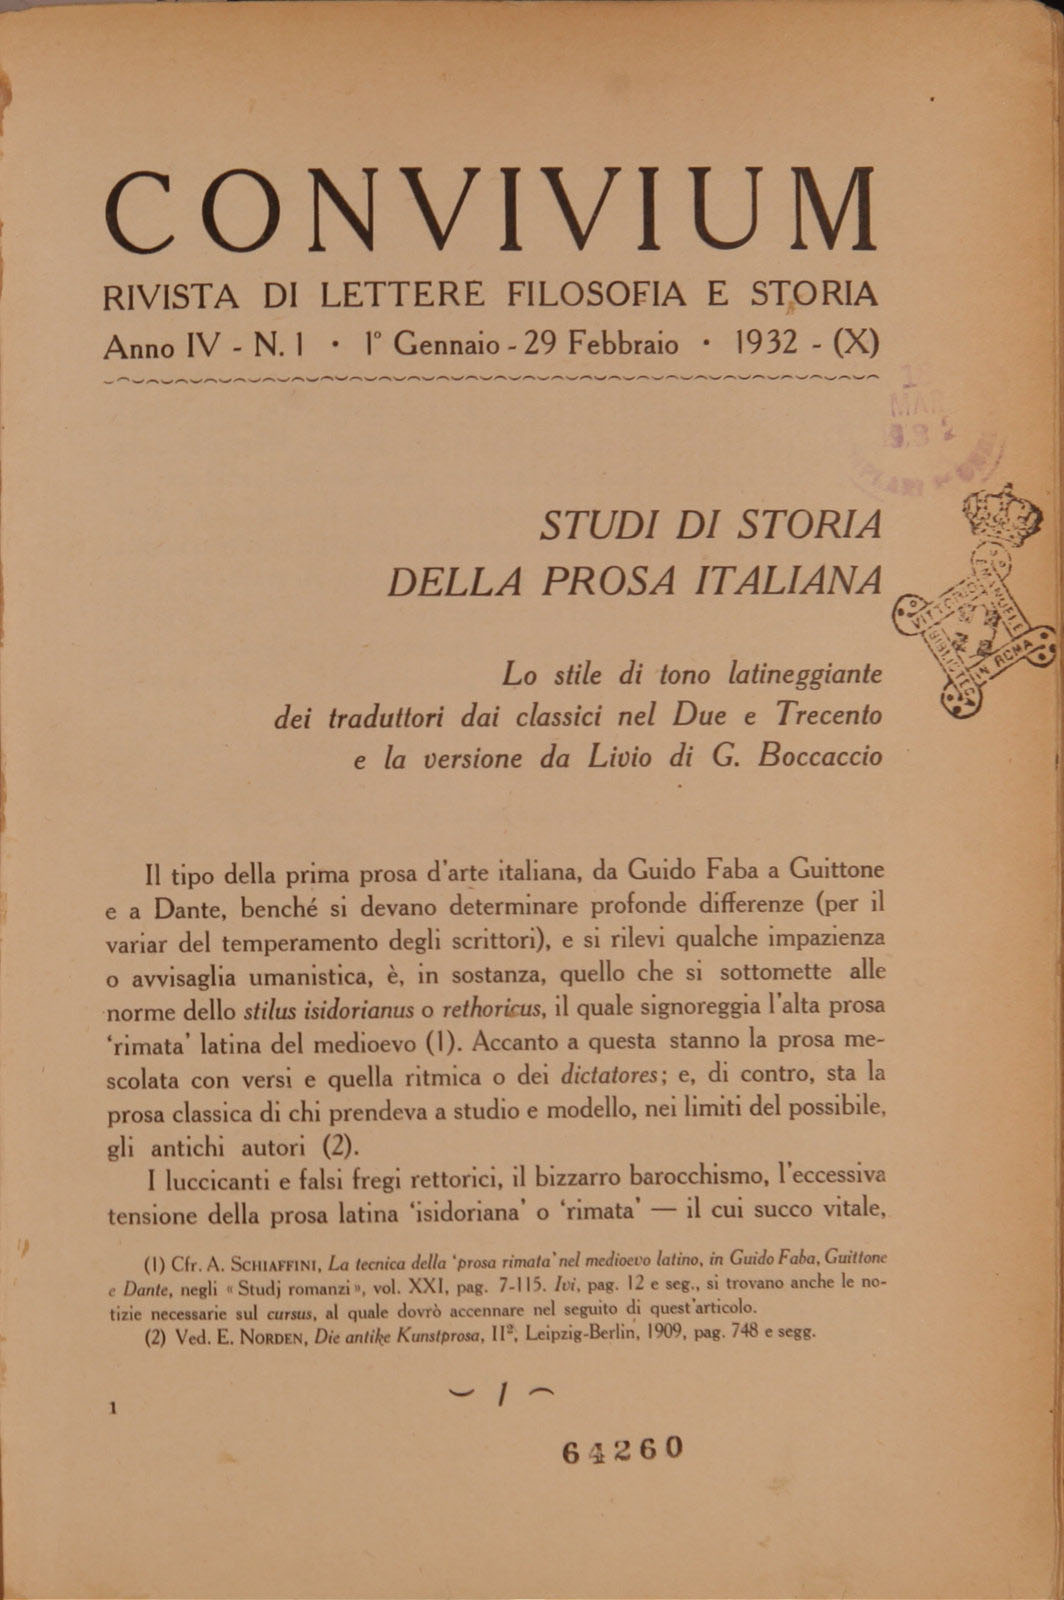 CONVIVIUM
RIVISTA DI LETTERE FILOSOFIA E STORIA
Anno IV - N. 1 • 1° Gennaio - 29 Febbraio • 1932 - (X)
MAR
STUDI DI STORIA
DELLA PROSA ITALIANA
VITTORIO EMANUELE
BIBLIOTECA IN ROMA
Lo stile di tono latineggiante
dei traduttori dai classici nel Due e Trecento
e la versione da Livio di G. Boccaccio
Il tipo della prima prosa d'arte italiana, da Guido Faba a Guittone
e a Dante, benché si devano determinare profonde differenze (per il
variar del temperamento degli scrittori), e si rilevi qualche impazienza
o avvisaglia umanistica, è, in sostanza, quello che si sottomette alle
norme dello stilus isidorianus o rethoricus, il quale signoreggia l'alta prosa
'rimata' latina del medioevo (1). Accanto a questa stanno la prosa me-
scolata con versi e quella ritmica o dei dictatores; e, di contro, sta la
prosa classica di chi prendeva a studio e modello, nei limiti del possibile,
gli antichi autori (2).
I luccicanti e falsi fregi rettorici, il bizzarro barocchismo, l'eccessiva
tensione della prosa latina 'isidoriana' o 'rimata' — il cui succo vitale,
(1) Cfr. A. SCHIAFFINI, La tecnica della 'prosa rimata' nel medioevo latino, in Guido Faba, Guittone
e Dante, negli « Studj romanzi », vol. XXI, pag. 7-115. Ivi, pag. 12 e seg., si trovano anche le no-
tizie necessarie sul cursus, al quale dovrò accennare nel seguito di quest'articolo.
(2) Ved. E. NORDEN, Die antike Kunstprosa, II², Leipzig-Berlin, 1909, pag. 748 e segg.
1
1
64260